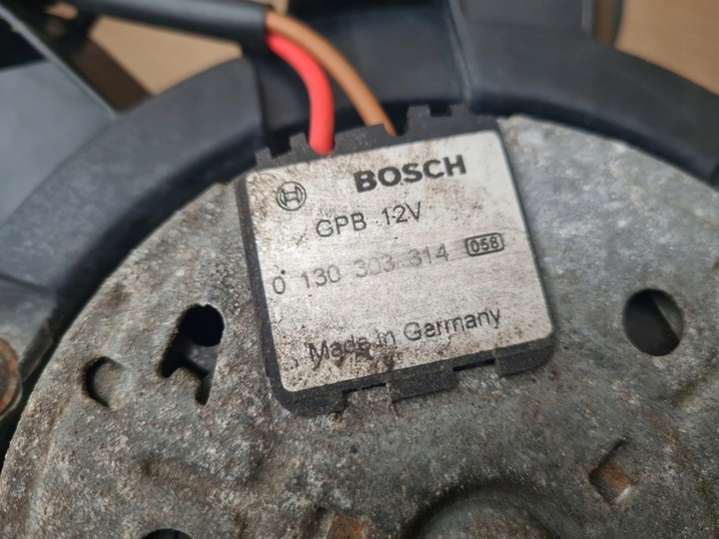 BOSCH
GPB 12V
0 130 303 314 058
Made in Germany